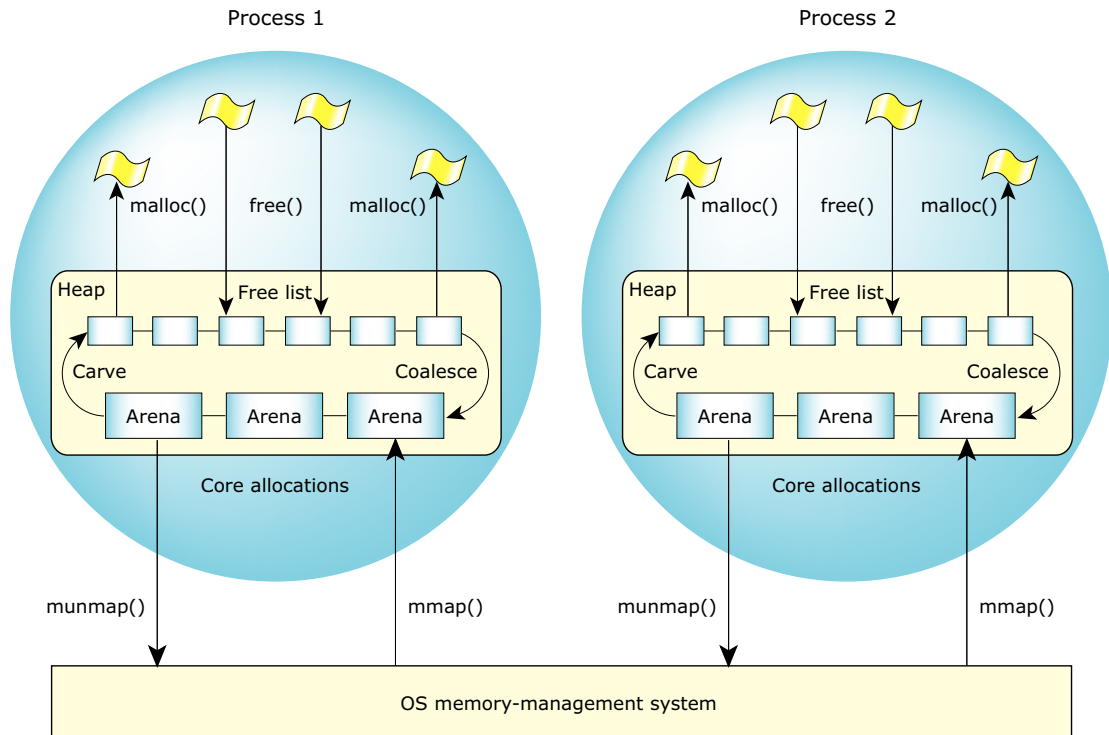 Process 1
Process 2
malloc()
free()
malloc()
malloc()
free()
malloc()
Heap
Free list
Heap
Free list
Carve
Coalesce
Carve
Coalesce
Arena
Arena
Arena
Arena
Arena
Arena
Core allocations
Core allocations
munmap()
mmap()
munmap()
mmap()
OS memory-management system